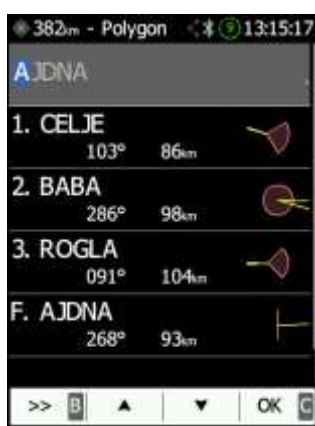 382km - Polygon 9 13:15:17
AJDNA
1. CELJE
103° 86km
2. BABA
286° 98km
3. ROGLA
091° 104km
F. AJDNA
268° 93km
>> B ▲ ▼ OK C